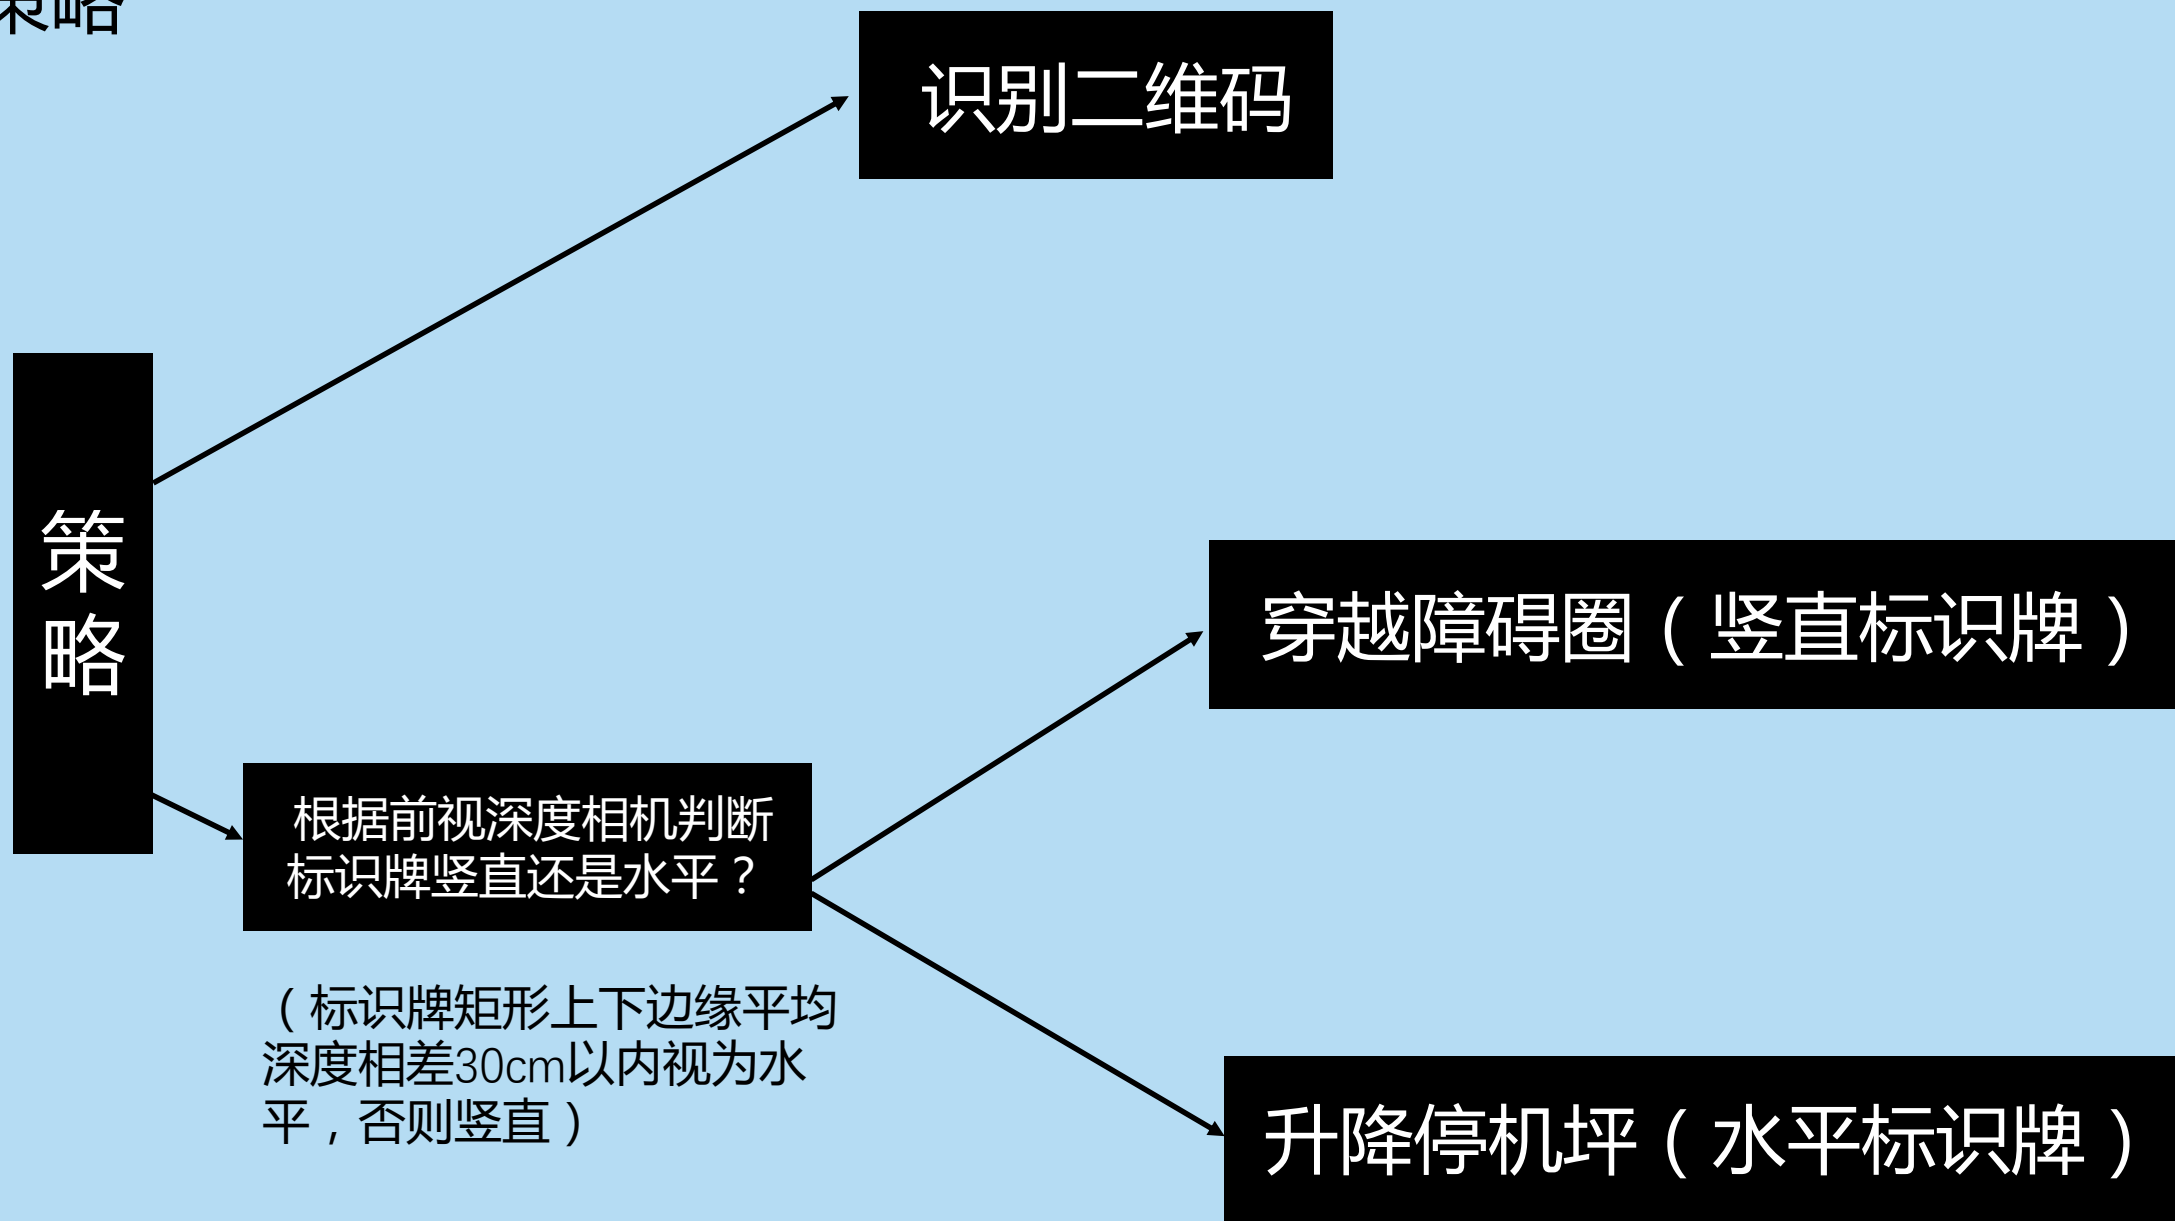 策略
识别二维码
策
略
穿越障碍圈（竖直标识牌）
根据前视深度相机判断
标识牌竖直还是水平？
（标识牌矩形上下边缘平均
深度相差30cm以内视为水
平，否则竖直）
升降停机坪（水平标识牌）